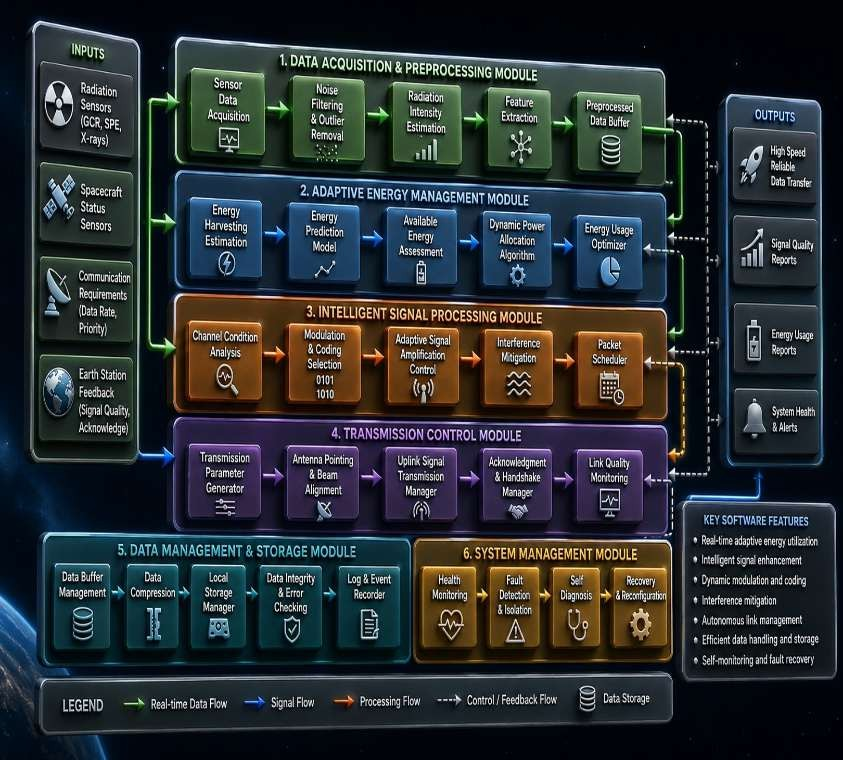 INPUTS
Radiation
Sensors
(GCR, SPE,
X-rays)
Spacecraft
Status
Sensors
Communication
Requirements
(Data Rate,
Priority)
Earth Station
Feedback
(Signal Quality,
Acknowledge)
1. DATA ACQUISITION & PREPROCESSING MODULE
Sensor
Data
Acquisition
Noise
Filtering
& Outlier
Removal
Radiation
Intensity
Estimation
Feature
Extraction
Preprocessed
Data Buffer
2. ADAPTIVE ENERGY MANAGEMENT MODULE
Energy
Harvesting
Estimation
Energy
Prediction
Model
Available
Energy
Assessment
Dynamic Power
Allocation
Algorithm
Energy Usage
Optimizer
3. INTELLIGENT SIGNAL PROCESSING MODULE
Channel Condition
Analysis
Modulation
& Coding
Selection
0101
1010
Adaptive Signal
Amplification
Control
Interference
Mitigation
Packet
Scheduler
4. TRANSMISSION CONTROL MODULE
Transmission
Parameter
Generator
Antenna Pointing
& Beam
Alignment
Uplink Signal
Transmission
Manager
Acknowledgment
& Handshake
Manager
Link Quality
Monitoring
5. DATA MANAGEMENT & STORAGE MODULE
Data Buffer
Management
Data
Compression
Local
Storage
Manager
Data Integrity
& Error
Checking
Log & Event
Recorder
6. SYSTEM MANAGEMENT MODULE
Health
Monitoring
Fault
Detection
& Isolation
Self
Diagnosis
Recovery
& Reconfiguration
OUTPUTS
High Speed
Reliable
Data Transfer
Signal Quality
Reports
Energy Usage
Reports
System Health
& Alerts
KEY SOFTWARE FEATURES
• Real-time adaptive energy utilization
• Intelligent signal enhancement
• Dynamic modulation and coding
• Interference mitigation
• Autonomous link management
• Efficient data handling and storage
• Self-monitoring and fault recovery
LEGEND
Real-time Data Flow
Signal Flow
Processing Flow
Control / Feedback Flow
Data Storage